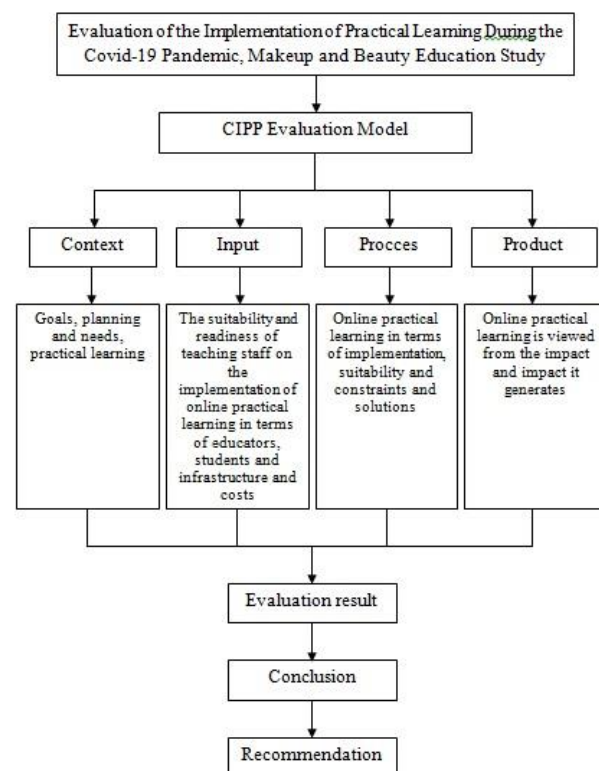 Evaluation of the Implementation of Practical Learning During the
Covid-19 Pandemic, Makeup and Beauty Education Study
CIPP Evaluation Model
Context
Input
Procces
Product
Goals, planning
and needs,
practical learning
The suitability and
readiness of
teaching staff on
the
implementation of
online practical
learning in terms
of educators,
students and
infrastructure and
costs
Online practical
learning in terms
of implementation,
suitability and
constraints and
solutions
Online practical
learning is viewed
from the impact
and impact it
generates
Evaluation result
Conclusion
Recommendation